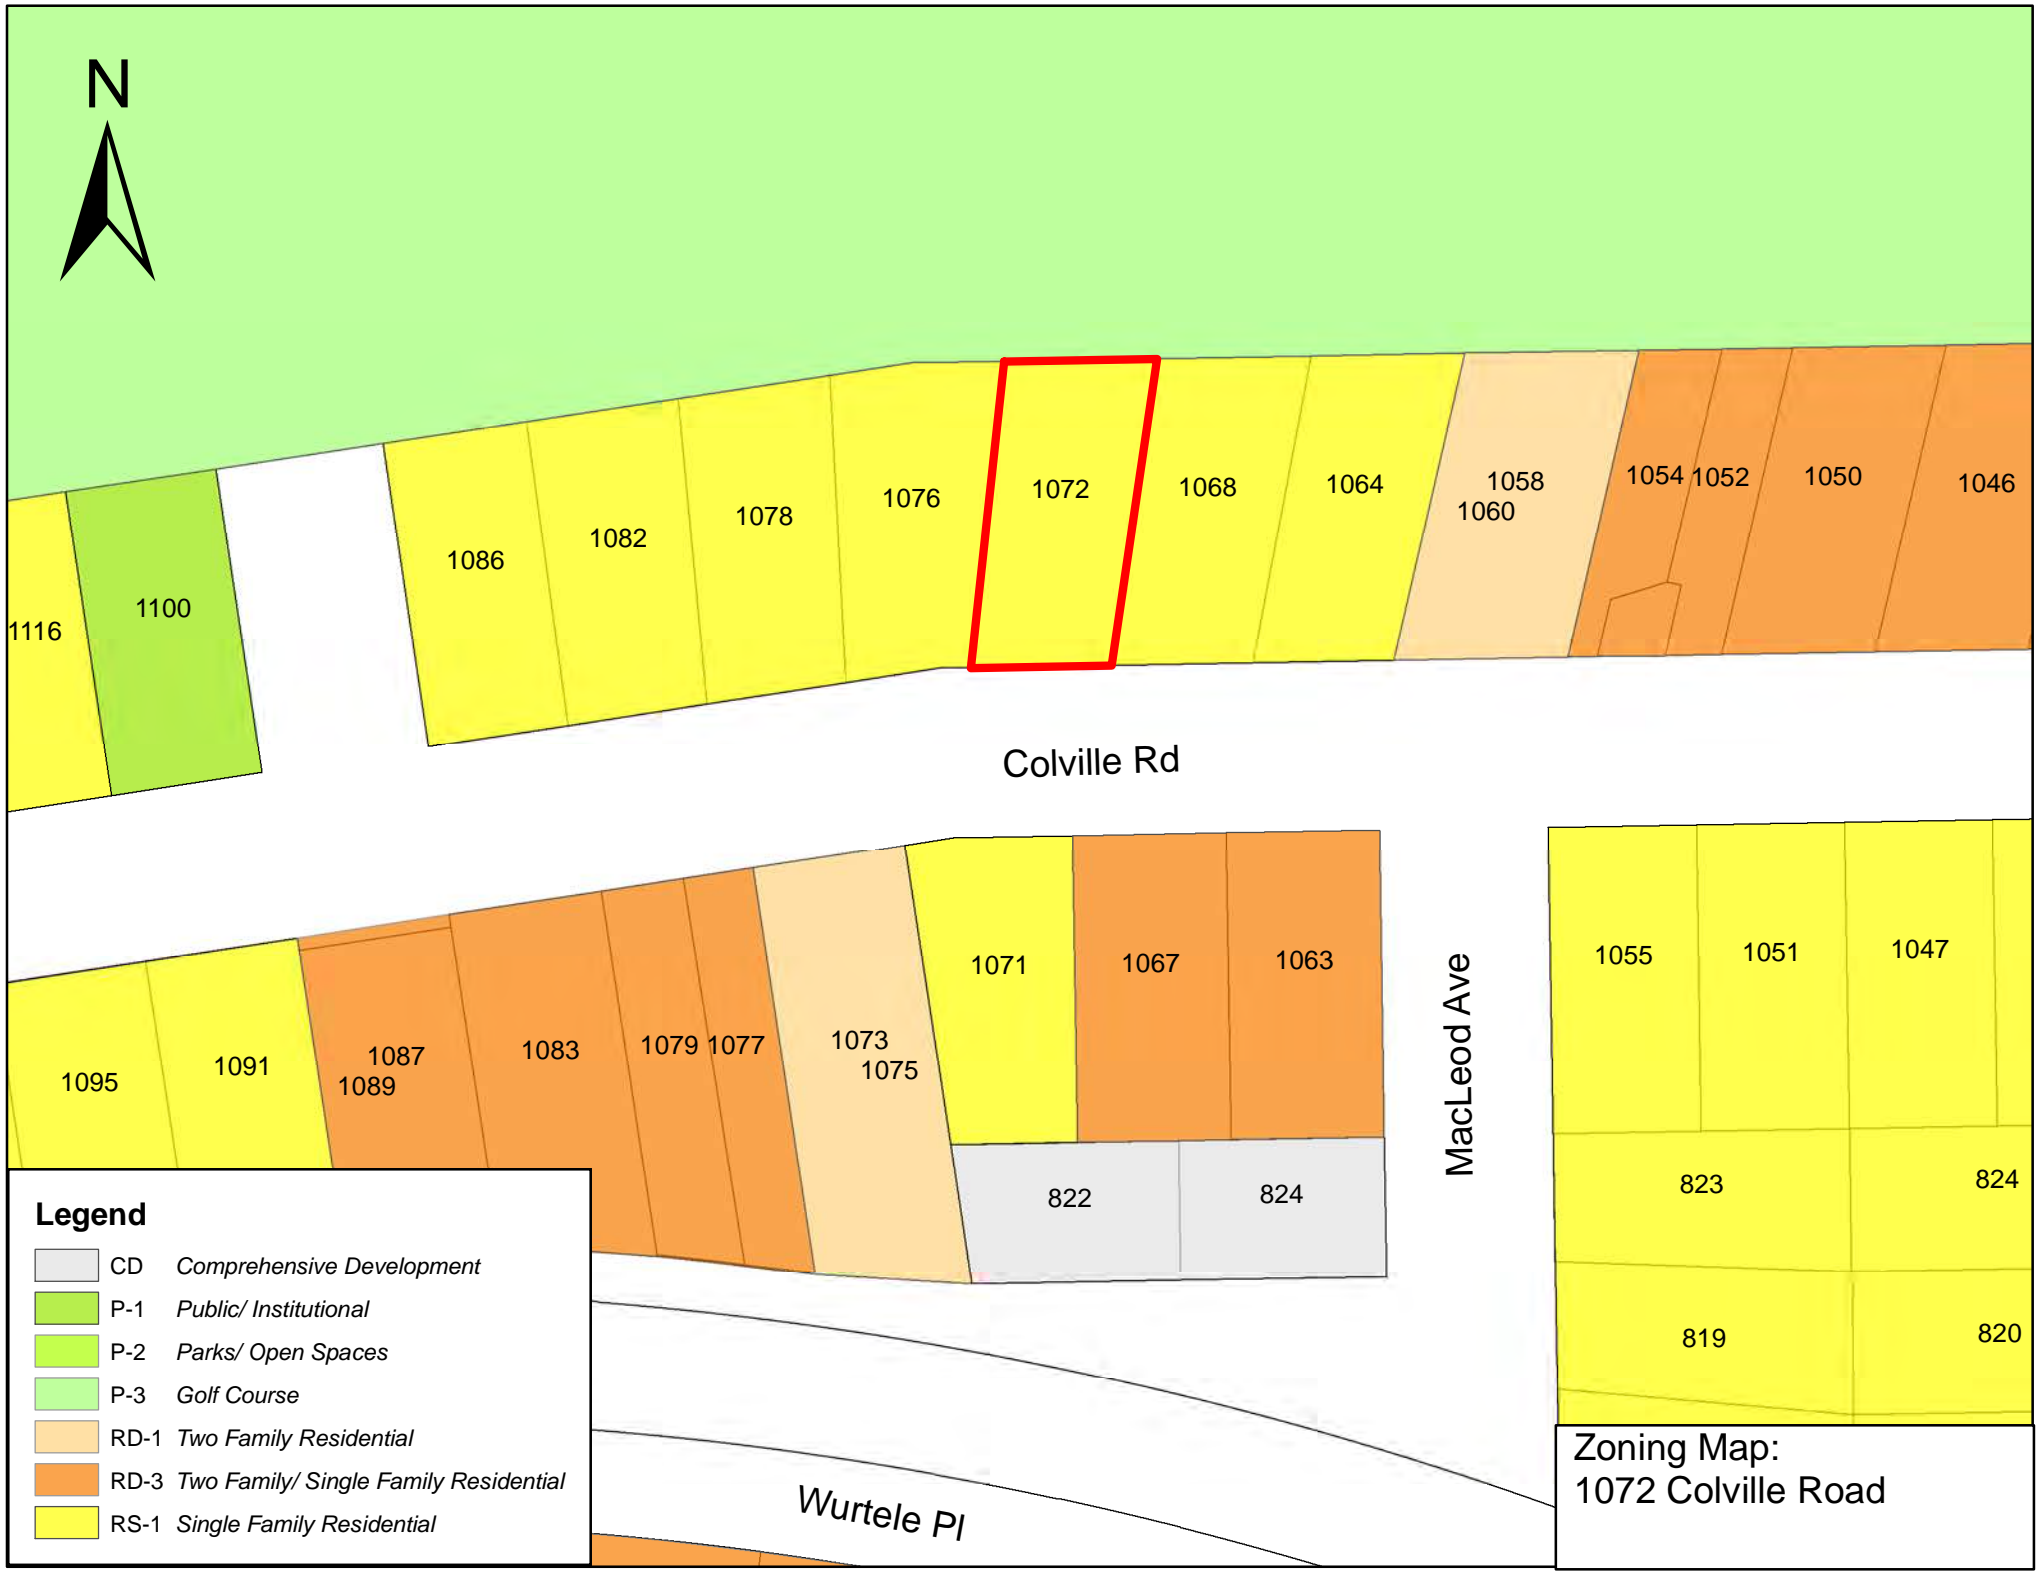 N
1116
1100
1086
1082
1078
1076
1072
1068
1064
1058
1060
1054
1052
1050
1046
Colville Rd
1095
1091
1087
1089
1083
1079
1077
1073
1075
1071
1067
1063
MacLeod Ave
1055
1051
1047
822
824
823
824
819
820
Wurtele Pl
Legend
CD Comprehensive Development
P-1 Public/ Institutional
P-2 Parks/ Open Spaces
P-3 Golf Course
RD-1 Two Family Residential
RD-3 Two Family/ Single Family Residential
RS-1 Single Family Residential
Zoning Map:
1072 Colville Road